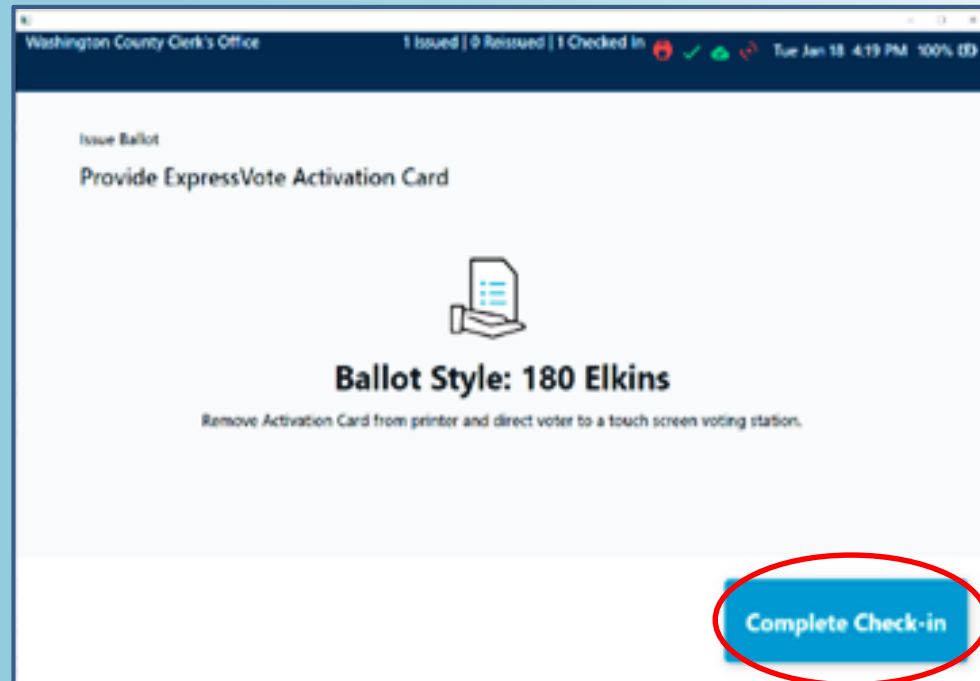 Washington County Clerk's Office 1 Issued | 0 Reissued | 1 Checked In Tue Jan 18 4:19 PM 100%
Issue Ballot
Provide ExpressVote Activation Card
Ballot Style: 180 Elkins
Remove Activation Card from printer and direct voter to a touch screen voting station.
Complete Check-in